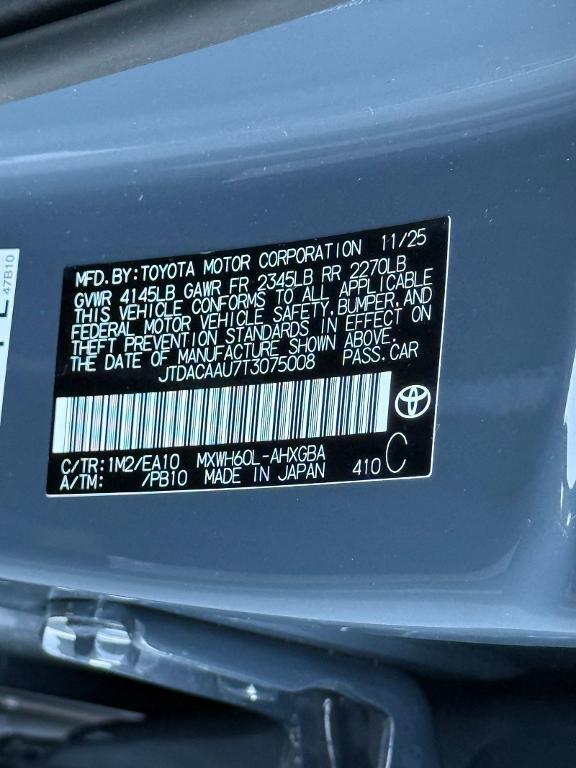 MFD. BY: TOYOTA MOTOR CORPORATION 11/25
GVWR 4145LB GAWR FR 2345LB RR 2270LB
THIS VEHICLE CONFORMS TO ALL APPLICABLE
FEDERAL MOTOR VEHICLE SAFETY, BUMPER, AND
THEFT PREVENTION STANDARDS IN EFFECT ON
THE DATE OF MANUFACTURE SHOWN ABOVE.
JTDACAAU7T3075008 PASS. CAR
C/TR: 1M2/EA10 MXWH60L-AHXGBA
A/TM: /PB10 MADE IN JAPAN 410 C
47B10